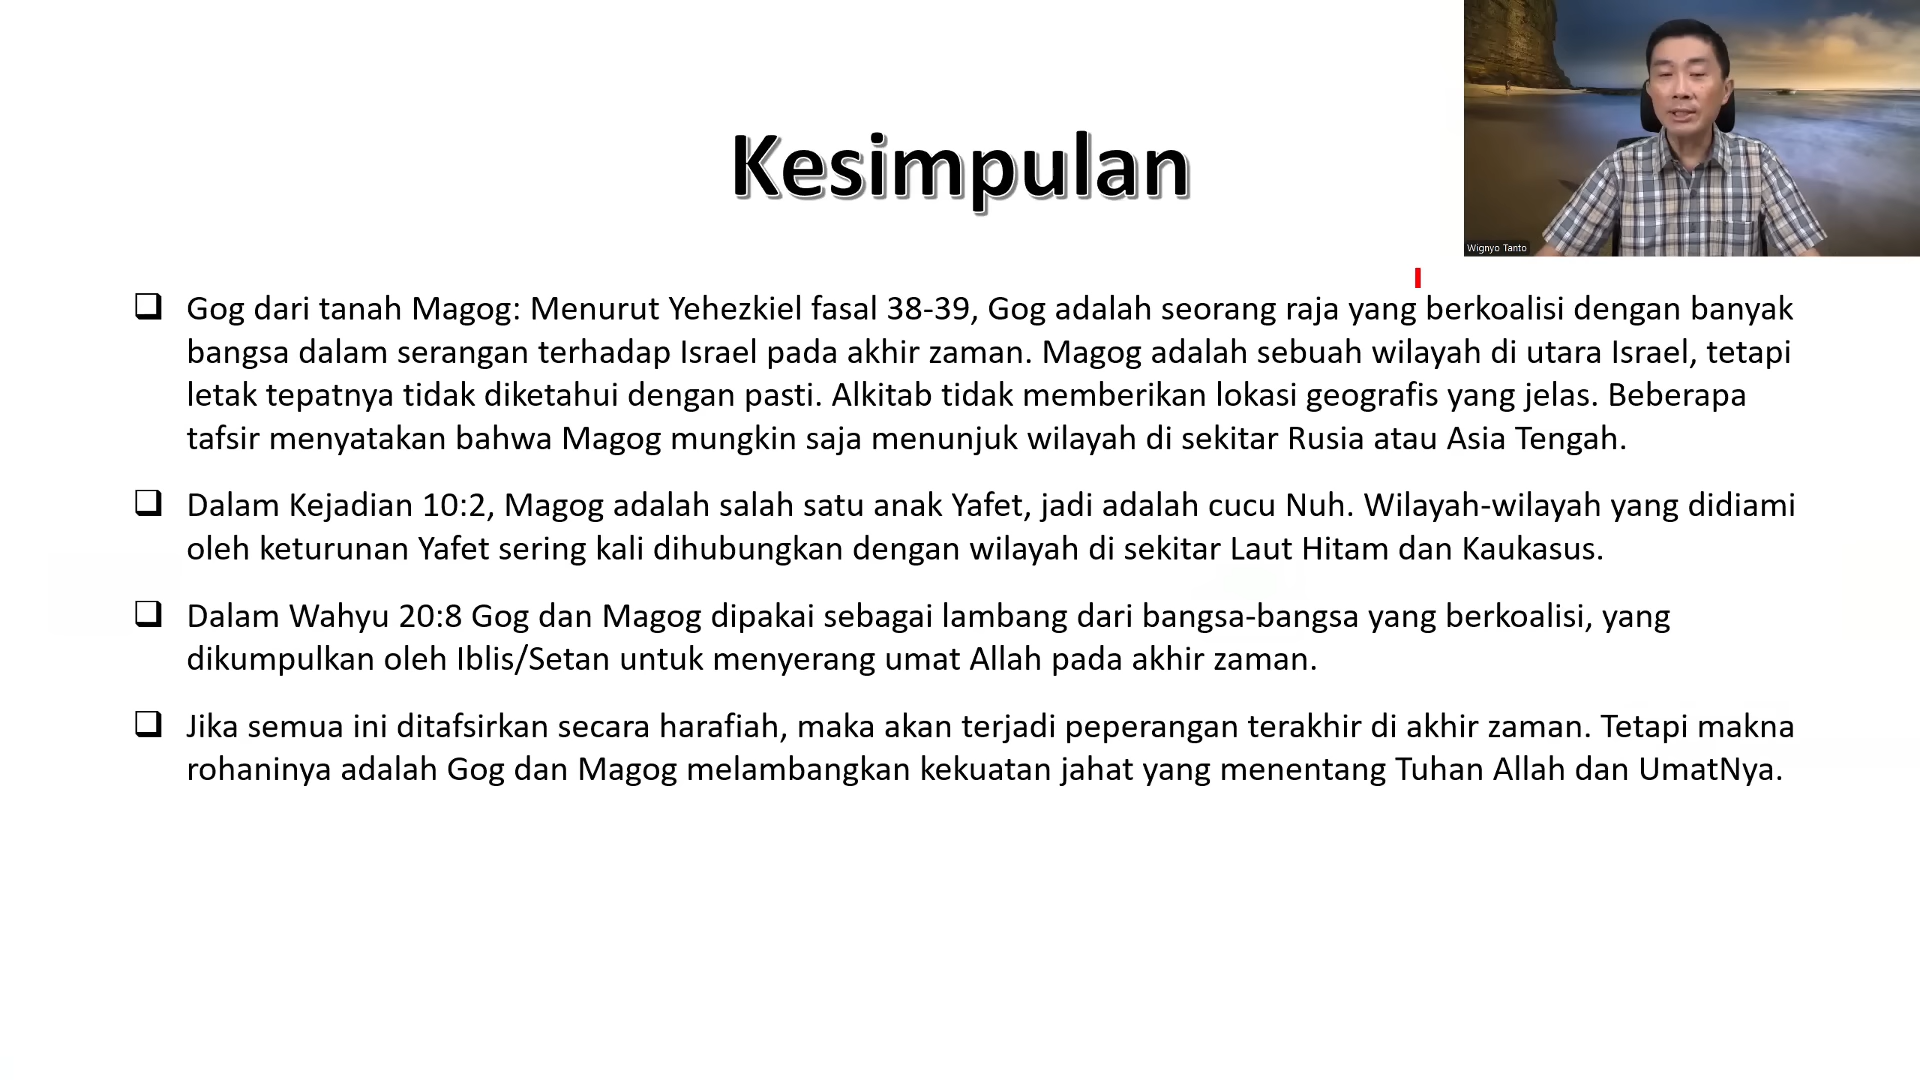 Kesimpulan
Wignyo Tanto
❑ Gog dari tanah Magog: Menurut Yehezkiel fasal 38-39, Gog adalah seorang raja yang berkoalisi dengan banyak
bangsa dalam serangan terhadap Israel pada akhir zaman. Magog adalah sebuah wilayah di utara Israel, tetapi
letak tepatnya tidak diketahui dengan pasti. Alkitab tidak memberikan lokasi geografis yang jelas. Beberapa
tafsir menyatakan bahwa Magog mungkin saja menunjuk wilayah di sekitar Rusia atau Asia Tengah.
❑ Dalam Kejadian 10:2, Magog adalah salah satu anak Yafet, jadi adalah cucu Nuh. Wilayah-wilayah yang didiami
oleh keturunan Yafet sering kali dihubungkan dengan wilayah di sekitar Laut Hitam dan Kaukasus.
❑ Dalam Wahyu 20:8 Gog dan Magog dipakai sebagai lambang dari bangsa-bangsa yang berkoalisi, yang
dikumpulkan oleh Iblis/Setan untuk menyerang umat Allah pada akhir zaman.
❑ Jika semua ini ditafsirkan secara harafiah, maka akan terjadi peperangan terakhir di akhir zaman. Tetapi makna
rohaninya adalah Gog dan Magog melambangkan kekuatan jahat yang menentang Tuhan Allah dan UmatNya.